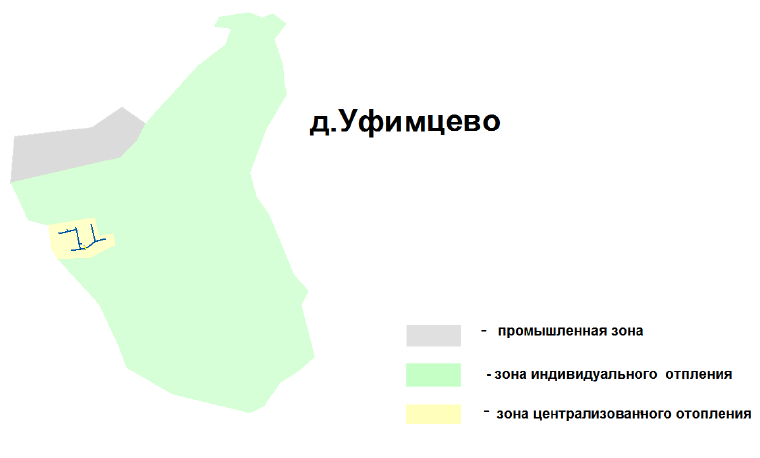 д.Уфимцево
- промышленная зона
- зона индивидуального отпления
- зона централизованного отопления